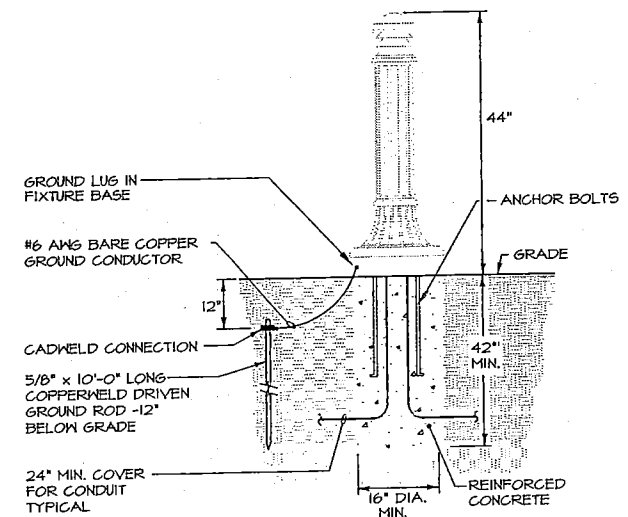 44"
GROUND LUG IN
FIXTURE BASE
ANCHOR BOLTS
#6 AWG BARE COPPER
GROUND CONDUCTOR
GRADE
12"
CADWELD CONNECTION
42"
MIN.
5/8" x 10'-0" LONG
COPPERWELD DRIVEN
GROUND ROD -12"
BELOW GRADE
24" MIN. COVER
FOR CONDUIT
TYPICAL
16" DIA.
MIN.
REINFORCED
CONCRETE